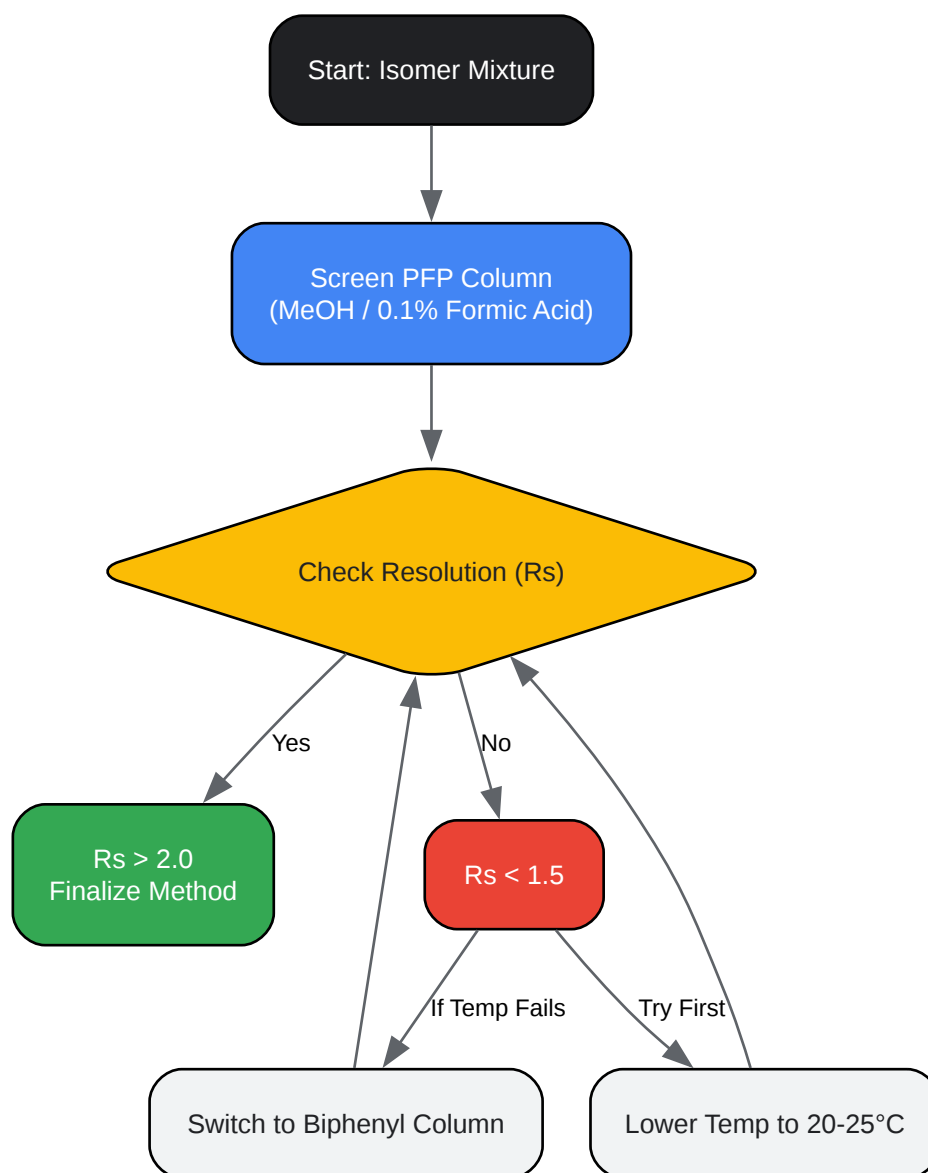 Start: Isomer Mixture
Screen PFP Column
(MeOH / 0.1% Formic Acid)
Check Resolution (Rs)
Yes
No
Rs > 2.0
Finalize Method
Rs < 1.5
If Temp Fails
Try First
Switch to Biphenyl Column
Lower Temp to 20-25°C